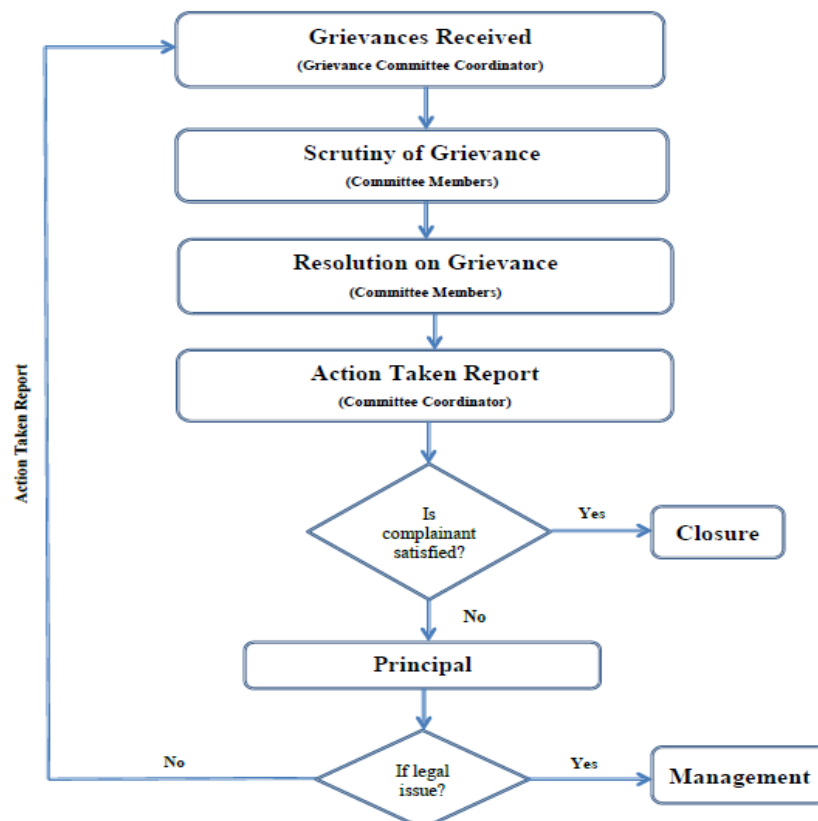 Grievances Received
(Grievance Committee Coordinator)
Scrutiny of Grievance
(Committee Members)
Resolution on Grievance
(Committee Members)
Action Taken Report
(Committee Coordinator)
Action Taken Report
Is
complainant
satisfied?
Yes
Closure
No
Principal
No
If legal
issue?
Yes
Management